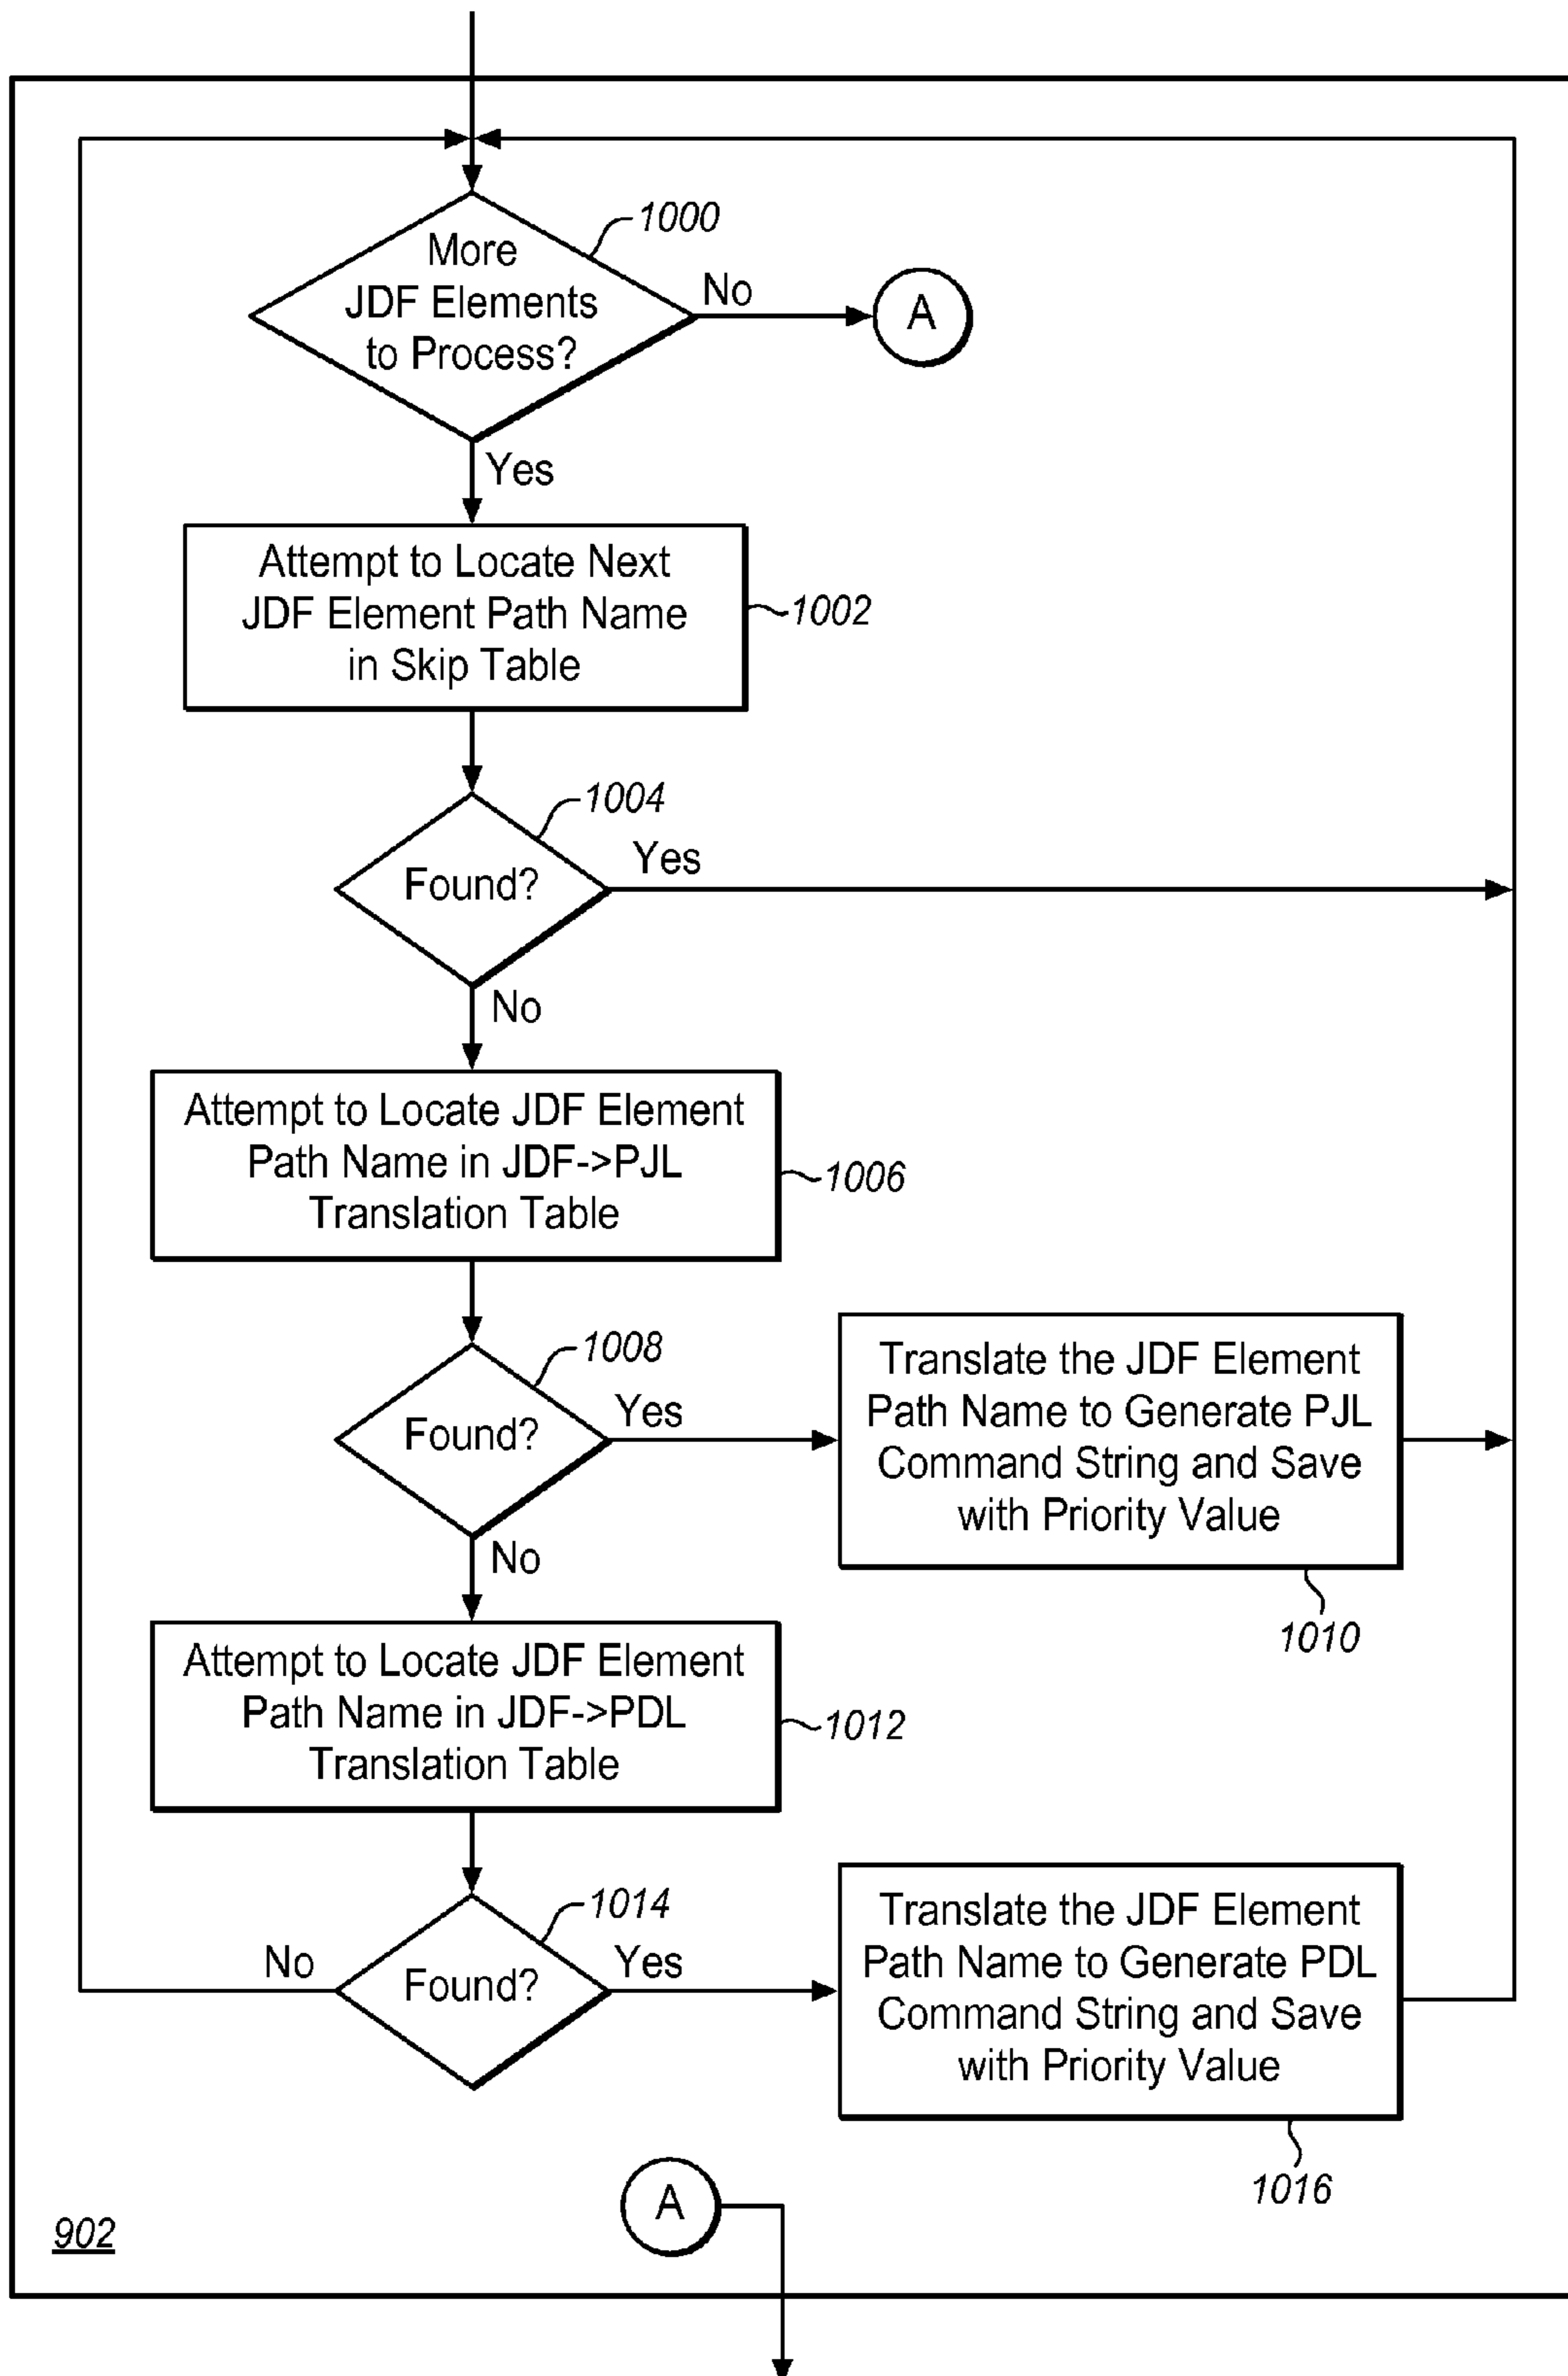 1000
More
JDF Elements
to Process?
No
A
Yes
Attempt to Locate Next
JDF Element Path Name
in Skip Table
1002
1004
Found?
Yes
No
Attempt to Locate JDF Element
Path Name in JDF->PJL
Translation Table
1006
1008
Found?
Yes
Translate the JDF Element
Path Name to Generate PJL
Command String and Save
with Priority Value
1010
No
Attempt to Locate JDF Element
Path Name in JDF->PDL
Translation Table
1012
1014
No
Found?
Yes
Translate the JDF Element
Path Name to Generate PDL
Command String and Save
with Priority Value
1016
A
902